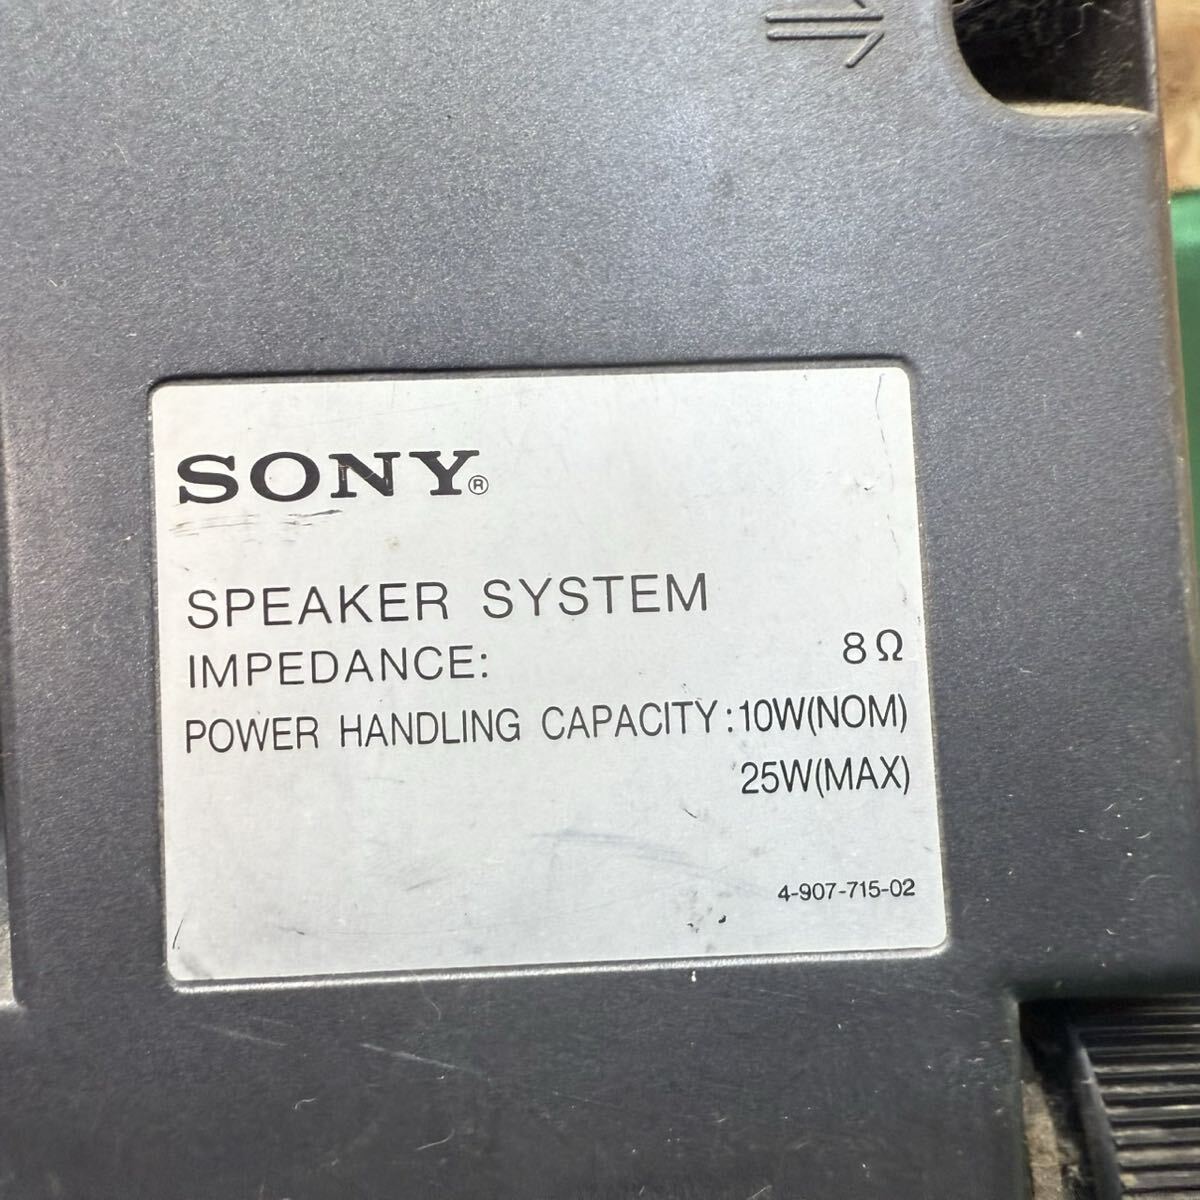 SONY®
SPEAKER SYSTEM
IMPEDANCE: 8Ω
POWER HANDLING CAPACITY:10W(NOM)
25W(MAX)
4-907-715-02